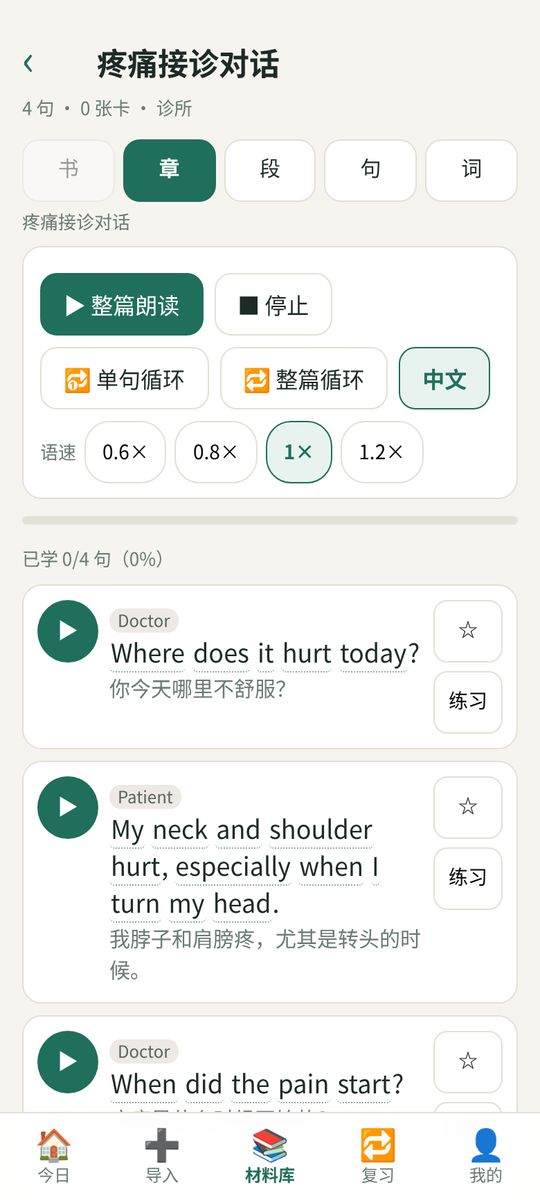 疼痛接诊对话
4 句 · 0 张卡 · 诊所
书 章 段 句 词
疼痛接诊对话
▶ 整篇朗读 ■ 停止
🔂 单句循环 🔁 整篇循环 中文
语速 0.6× 0.8× 1× 1.2×
已学 0/4 句（0%）
Doctor
Where does it hurt today?
你今天哪里不舒服？
☆
练习
Patient
My neck and shoulder
hurt, especially when I
turn my head.
我脖子和肩膀疼，尤其是转头的时
候。
☆
练习
Doctor
When did the pain start?
☆
今日 导入 材料库 复习 我的